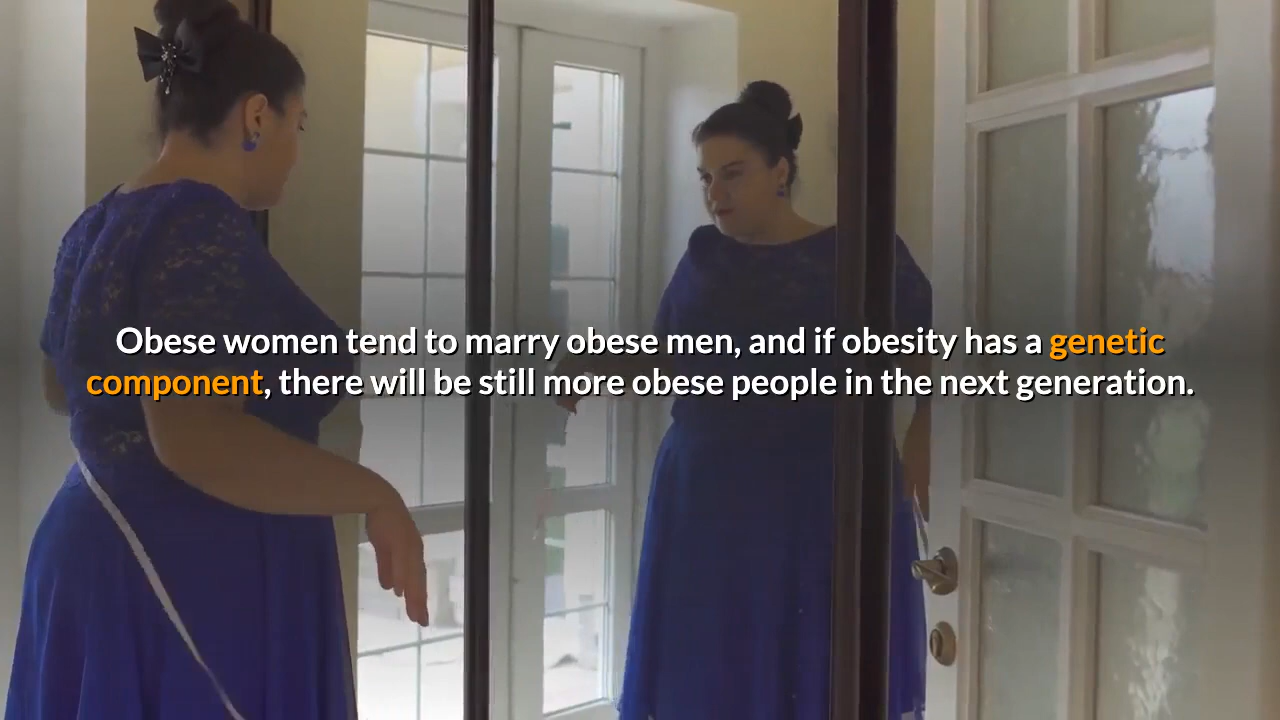 Obese women tend to marry obese men, and if obesity has a genetic
component, there will be still more obese people in the next generation.